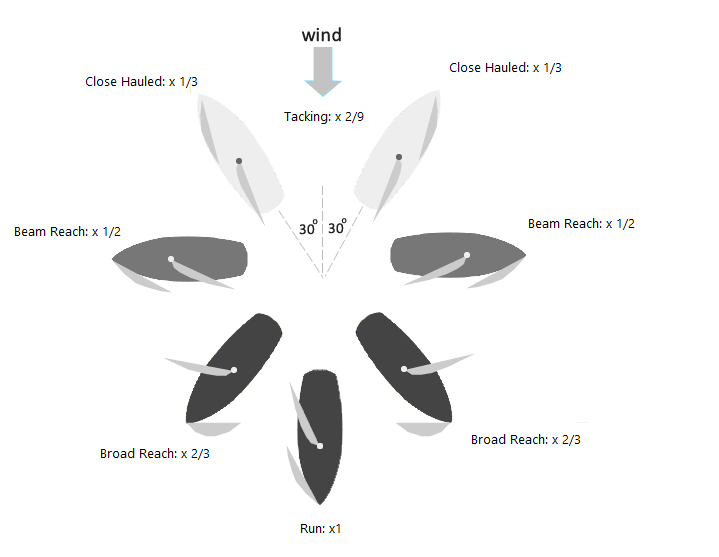 wind
Close Hauled: x 1/3
Close Hauled: x 1/3
Tacking: x 2/9
30° 30°
Beam Reach: x 1/2
Beam Reach: x 1/2
Broad Reach: x 2/3
Broad Reach: x 2/3
Run: x1